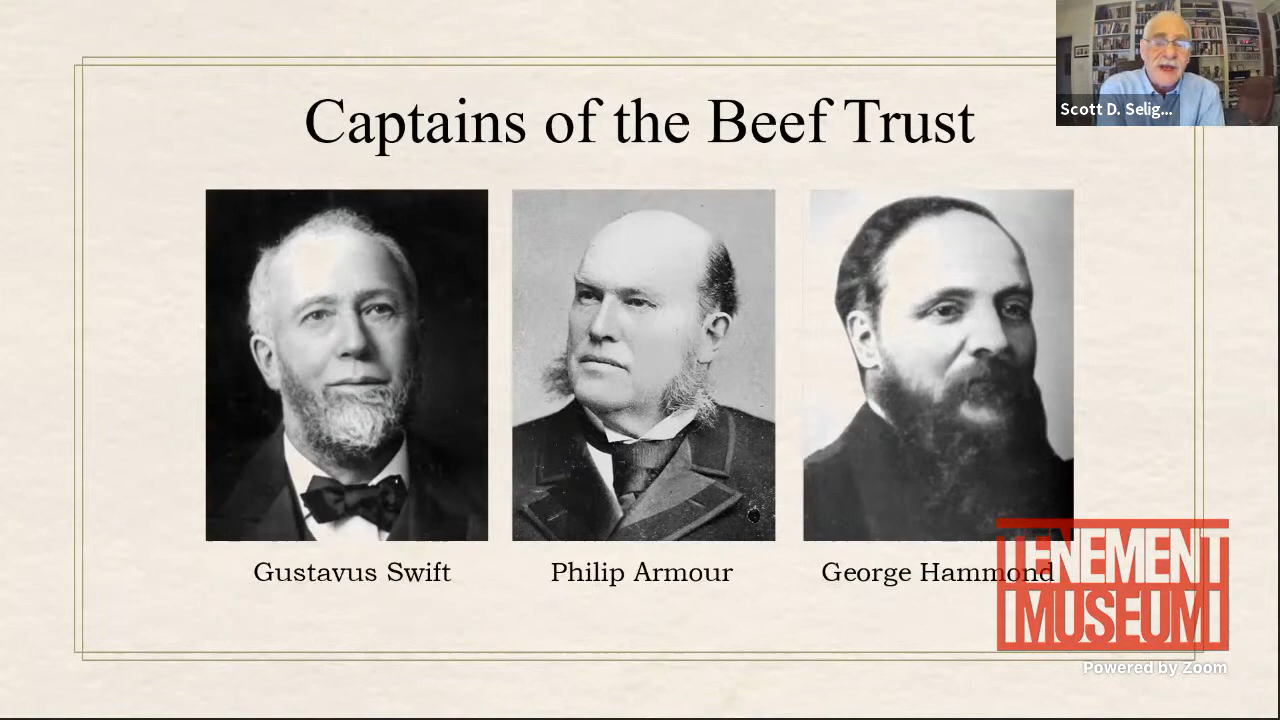 Captains of the Beef Trust
Scott D. Selig...
Gustavus Swift
Philip Armour
George Hammond
TENEMENT
MUSEUM
Powered by Zoom